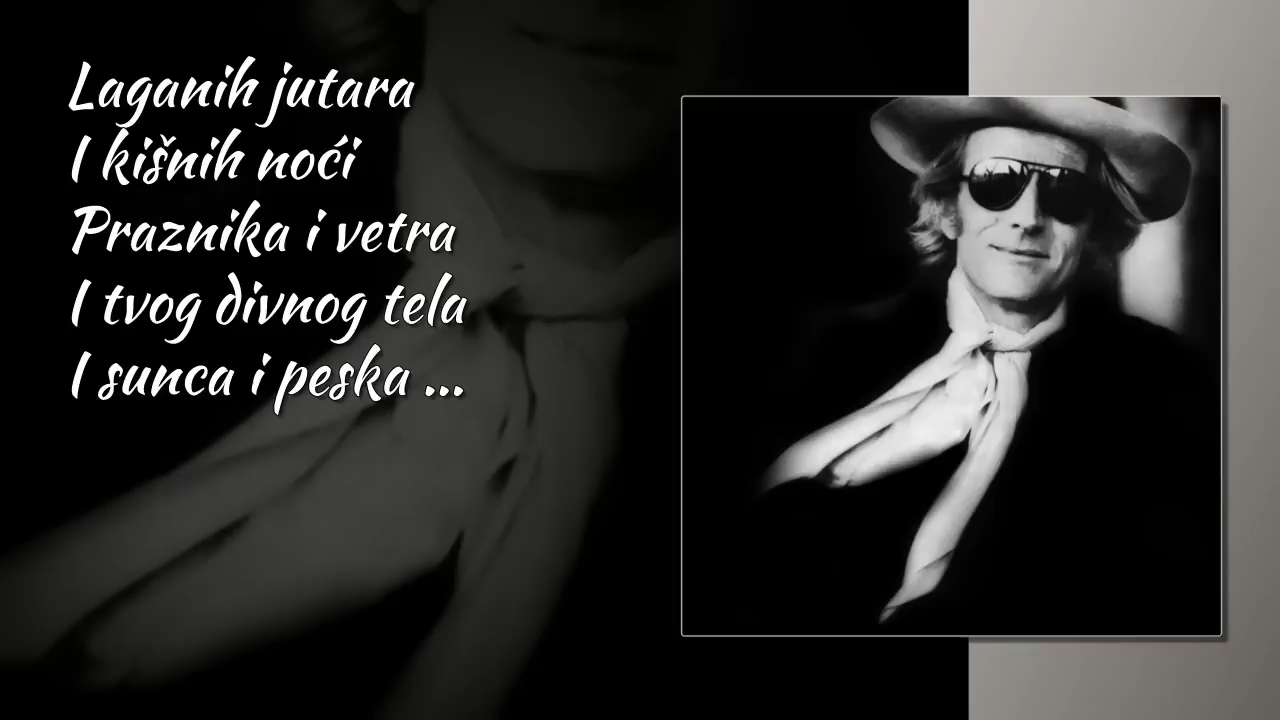 Laganih jutara
I kišnih noći
Praznika i vetra
I tvog divnog tela
I sunca i peska ...